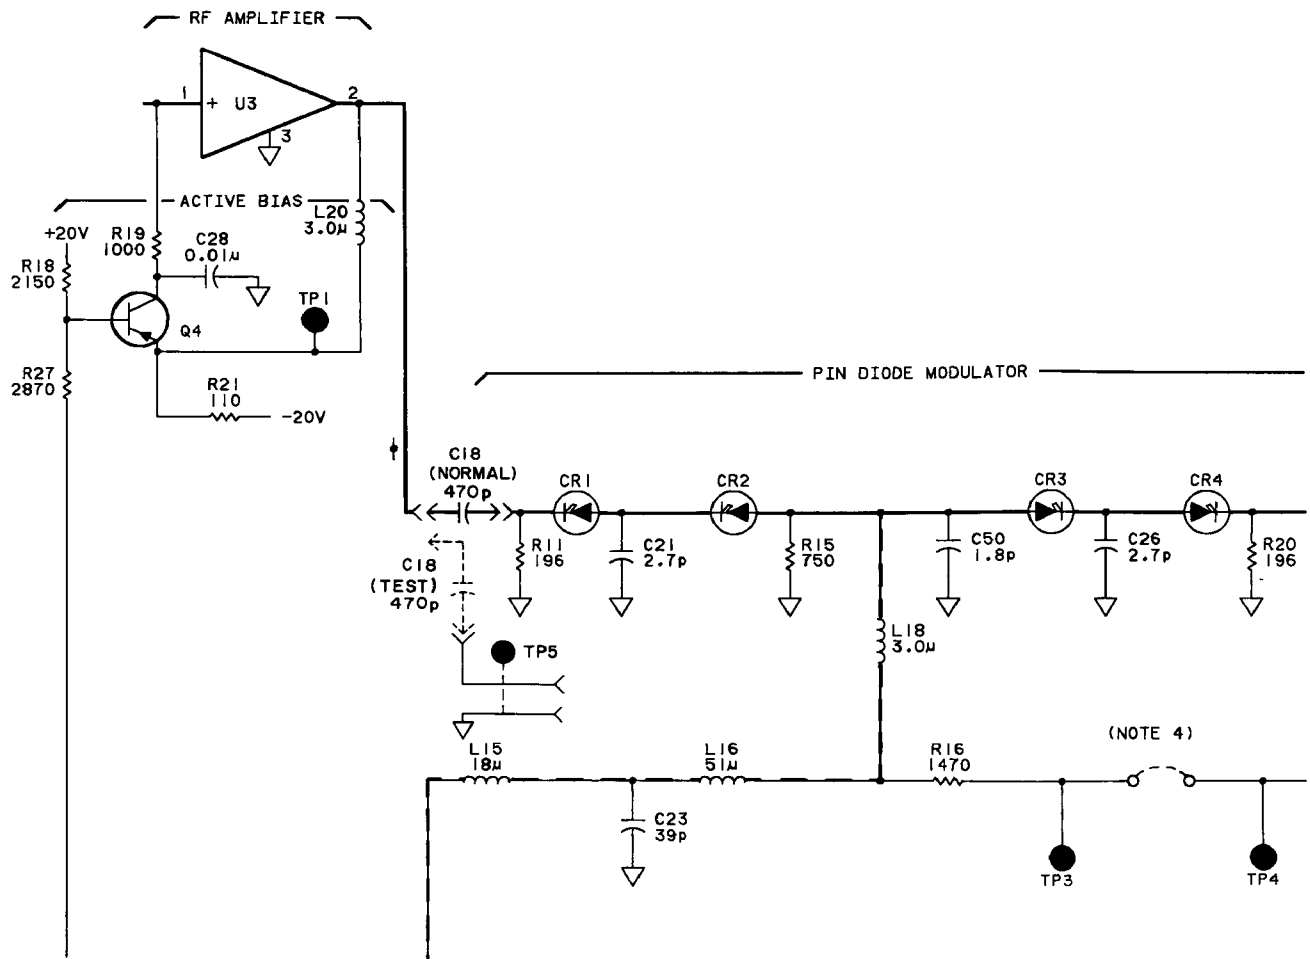 RF AMPLIFIER
1
+ U3
2
3
ACTIVE BIAS
+20V
R19
1000
C28
0.01μ
L20
3.0μ
R18
2150
TP1
Q4
R27
2870
R21
110
-20V
PIN DIODE MODULATOR
C18
(NORMAL)
470p
CR1
CR2
CR3
CR4
R11
196
C21
2.7p
R15
750
C50
1.8p
C26
2.7p
R20
196
C18
(TEST)
470p
L18
3.0μ
TP5
L15
18μ
L16
51μ
R16
1470
(NOTE 4)
C23
39p
TP3
TP4